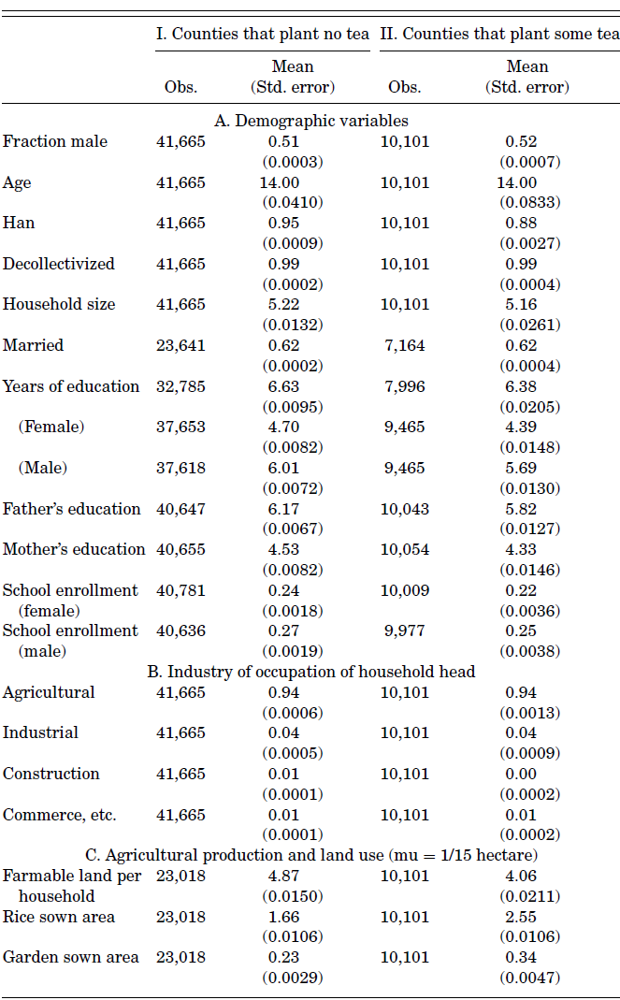 I. Counties that plant no tea II. Counties that plant some tea
Mean Mean
Obs. (Std. error) Obs. (Std. error)
A. Demographic variables
Fraction male 41,665 0.51 10,101 0.52
(0.0003) (0.0007)
Age 41,665 14.00 10,101 14.00
(0.0410) (0.0833)
Han 41,665 0.95 10,101 0.88
(0.0009) (0.0027)
Decollectivized 41,665 0.99 10,101 0.99
(0.0002) (0.0004)
Household size 41,665 5.22 10,101 5.16
(0.0132) (0.0261)
Married 23,641 0.62 7,164 0.62
(0.0002) (0.0004)
Years of education 32,785 6.63 7,996 6.38
(0.0095) (0.0205)
(Female) 37,653 4.70 9,465 4.39
(0.0082) (0.0148)
(Male) 37,618 6.01 9,465 5.69
(0.0072) (0.0130)
Father's education 40,647 6.17 10,043 5.82
(0.0067) (0.0127)
Mother's education 40,655 4.53 10,054 4.33
(0.0082) (0.0146)
School enrollment 40,781 0.24 10,009 0.22
(female) (0.0018) (0.0036)
School enrollment 40,636 0.27 9,977 0.25
(male) (0.0019) (0.0038)
B. Industry of occupation of household head
Agricultural 41,665 0.94 10,101 0.94
(0.0006) (0.0013)
Industrial 41,665 0.04 10,101 0.04
(0.0005) (0.0009)
Construction 41,665 0.01 10,101 0.00
(0.0001) (0.0002)
Commerce, etc. 41,665 0.01 10,101 0.01
(0.0001) (0.0002)
C. Agricultural production and land use (mu = 1/15 hectare)
Farmable land per 23,018 4.87 10,101 4.06
household (0.0150) (0.0211)
Rice sown area 23,018 1.66 10,101 2.55
(0.0106) (0.0106)
Garden sown area 23,018 0.23 10,101 0.34
(0.0029) (0.0047)